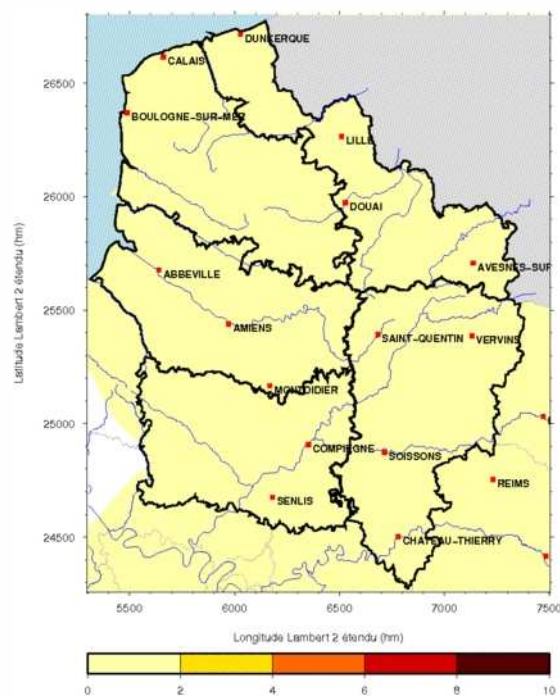 DUNKERQUE
CALAIS
26500
BOULOGNE-SUR-MER
LILLE
26000
DOUAI
AVESNES-SUR
ABBEVILLE
25500
AMIENS
SAINT-QUENTIN
VERVINS
MONTDIDIER
25000
COMPIEGNE
SOISSONS
REIMS
SENLIS
24500
CHATEAU-THIERRY
Latitude Lambert 2 étendu (hm)
5500 6000 6500 7000 7500
Longitude Lambert 2 étendu (hm)
0 2 4 6 8 10